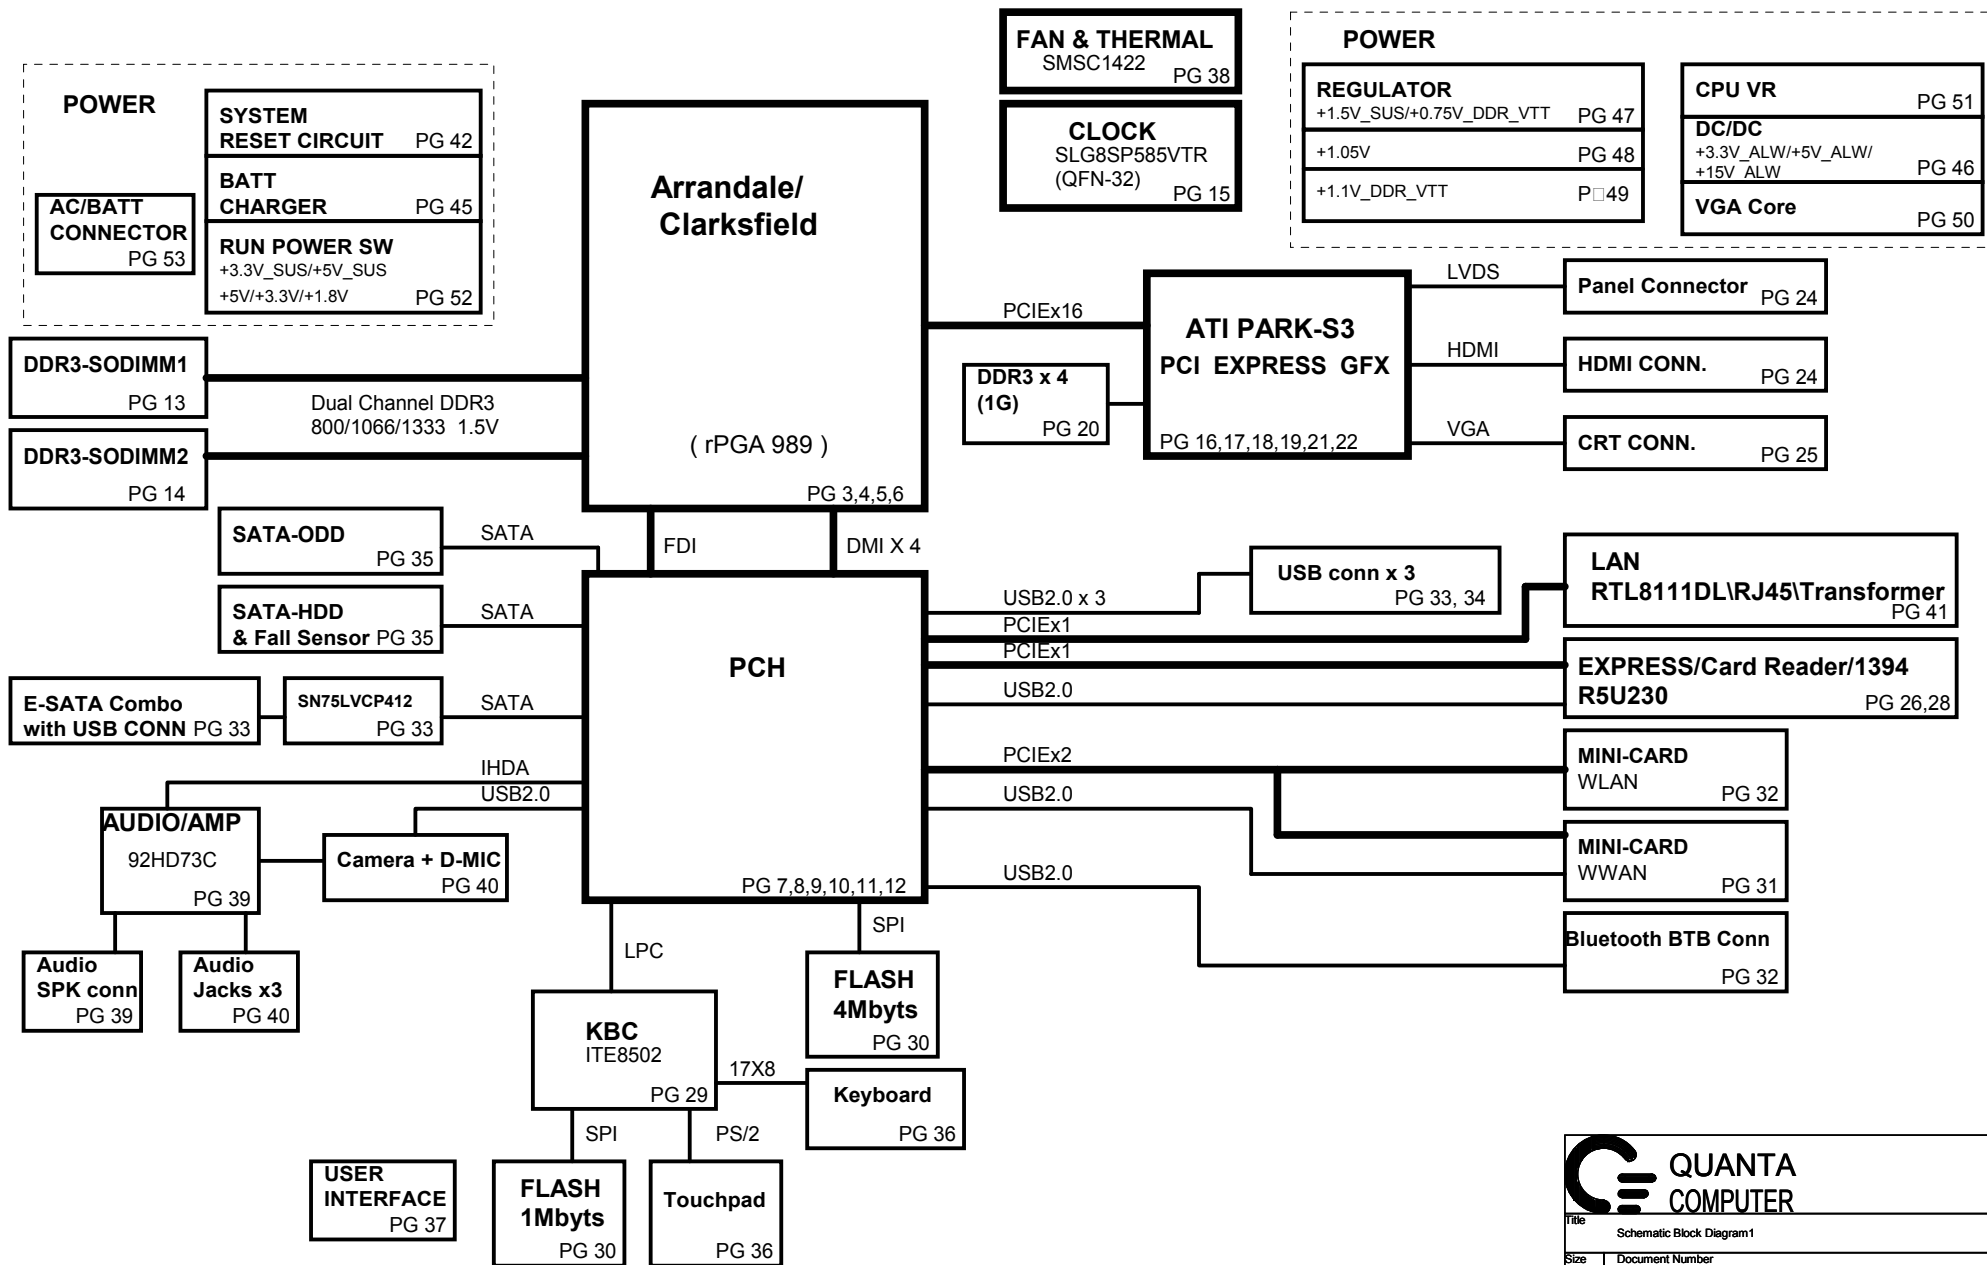 POWER
SYSTEM
RESET CIRCUIT PG 42
BATT
CHARGER PG 45
RUN POWER SW
+3.3V_SUS/+5V_SUS
+5V/+3.3V/+1.8V PG 52
AC/BATT
CONNECTOR
PG 53
FAN & THERMAL
SMSC1422
PG 38
CLOCK
SLG8SP585VTR
(QFN-32)
PG 15
POWER
REGULATOR
+1.5V_SUS/+0.75V_DDR_VTT PG 47
+1.05V PG 48
+1.1V_DDR_VTT P□49
CPU VR
PG 51
DC/DC
+3.3V_ALW/+5V_ALW/
+15V_ALW PG 46
VGA Core
PG 50
Arrandale/
Clarksfield
( rPGA 989 )
PG 3,4,5,6
DDR3-SODIMM1
PG 13
Dual Channel DDR3
800/1066/1333 1.5V
DDR3-SODIMM2
PG 14
PCIEx16
DDR3 x 4
(1G)
PG 20
ATI PARK-S3
PCI EXPRESS GFX
PG 16,17,18,19,21,22
LVDS
Panel Connector
PG 24
HDMI
HDMI CONN.
PG 24
VGA
CRT CONN.
PG 25
FDI
DMI X 4
SATA-ODD
PG 35
SATA
SATA-HDD
& Fall Sensor PG 35
SATA
E-SATA Combo
with USB CONN PG 33
SN75LVCP412
PG 33
SATA
PCH
PG 7,8,9,10,11,12
USB2.0 x 3
USB conn x 3
PG 33, 34
PCIEx1
LAN
RTL8111DL\RJ45\Transformer
PG 41
PCIEx1
USB2.0
EXPRESS/Card Reader/1394
R5U230
PG 26,28
PCIEx2
MINI-CARD
WLAN
PG 32
USB2.0
MINI-CARD
WWAN
PG 31
USB2.0
Bluetooth BTB Conn
PG 32
IHDA
USB2.0
AUDIO/AMP
92HD73C
PG 39
Camera + D-MIC
PG 40
Audio
SPK conn
PG 39
Audio
Jacks x3
PG 40
LPC
SPI
FLASH
4Mbyts
PG 30
KBC
ITE8502
PG 29
17X8
Keyboard
PG 36
SPI
PS/2
USER
INTERFACE
PG 37
FLASH
1Mbyts
PG 30
Touchpad
PG 36
QUANTA
COMPUTER
Title
Schematic Block Diagram1
Size Document Number